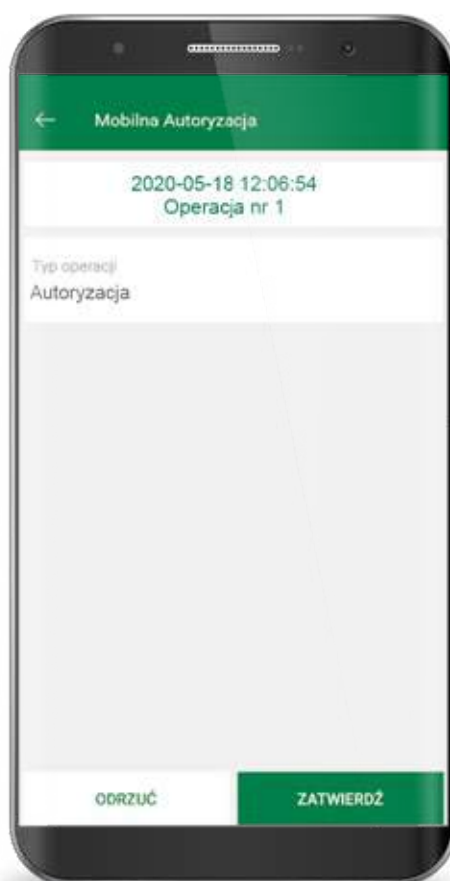 Mobilna Autoryzacja
2020-05-18 12:06:54
Operacja nr 1
Typ operacji
Autoryzacja
ODRZUĆ
ZATWIERDŹ